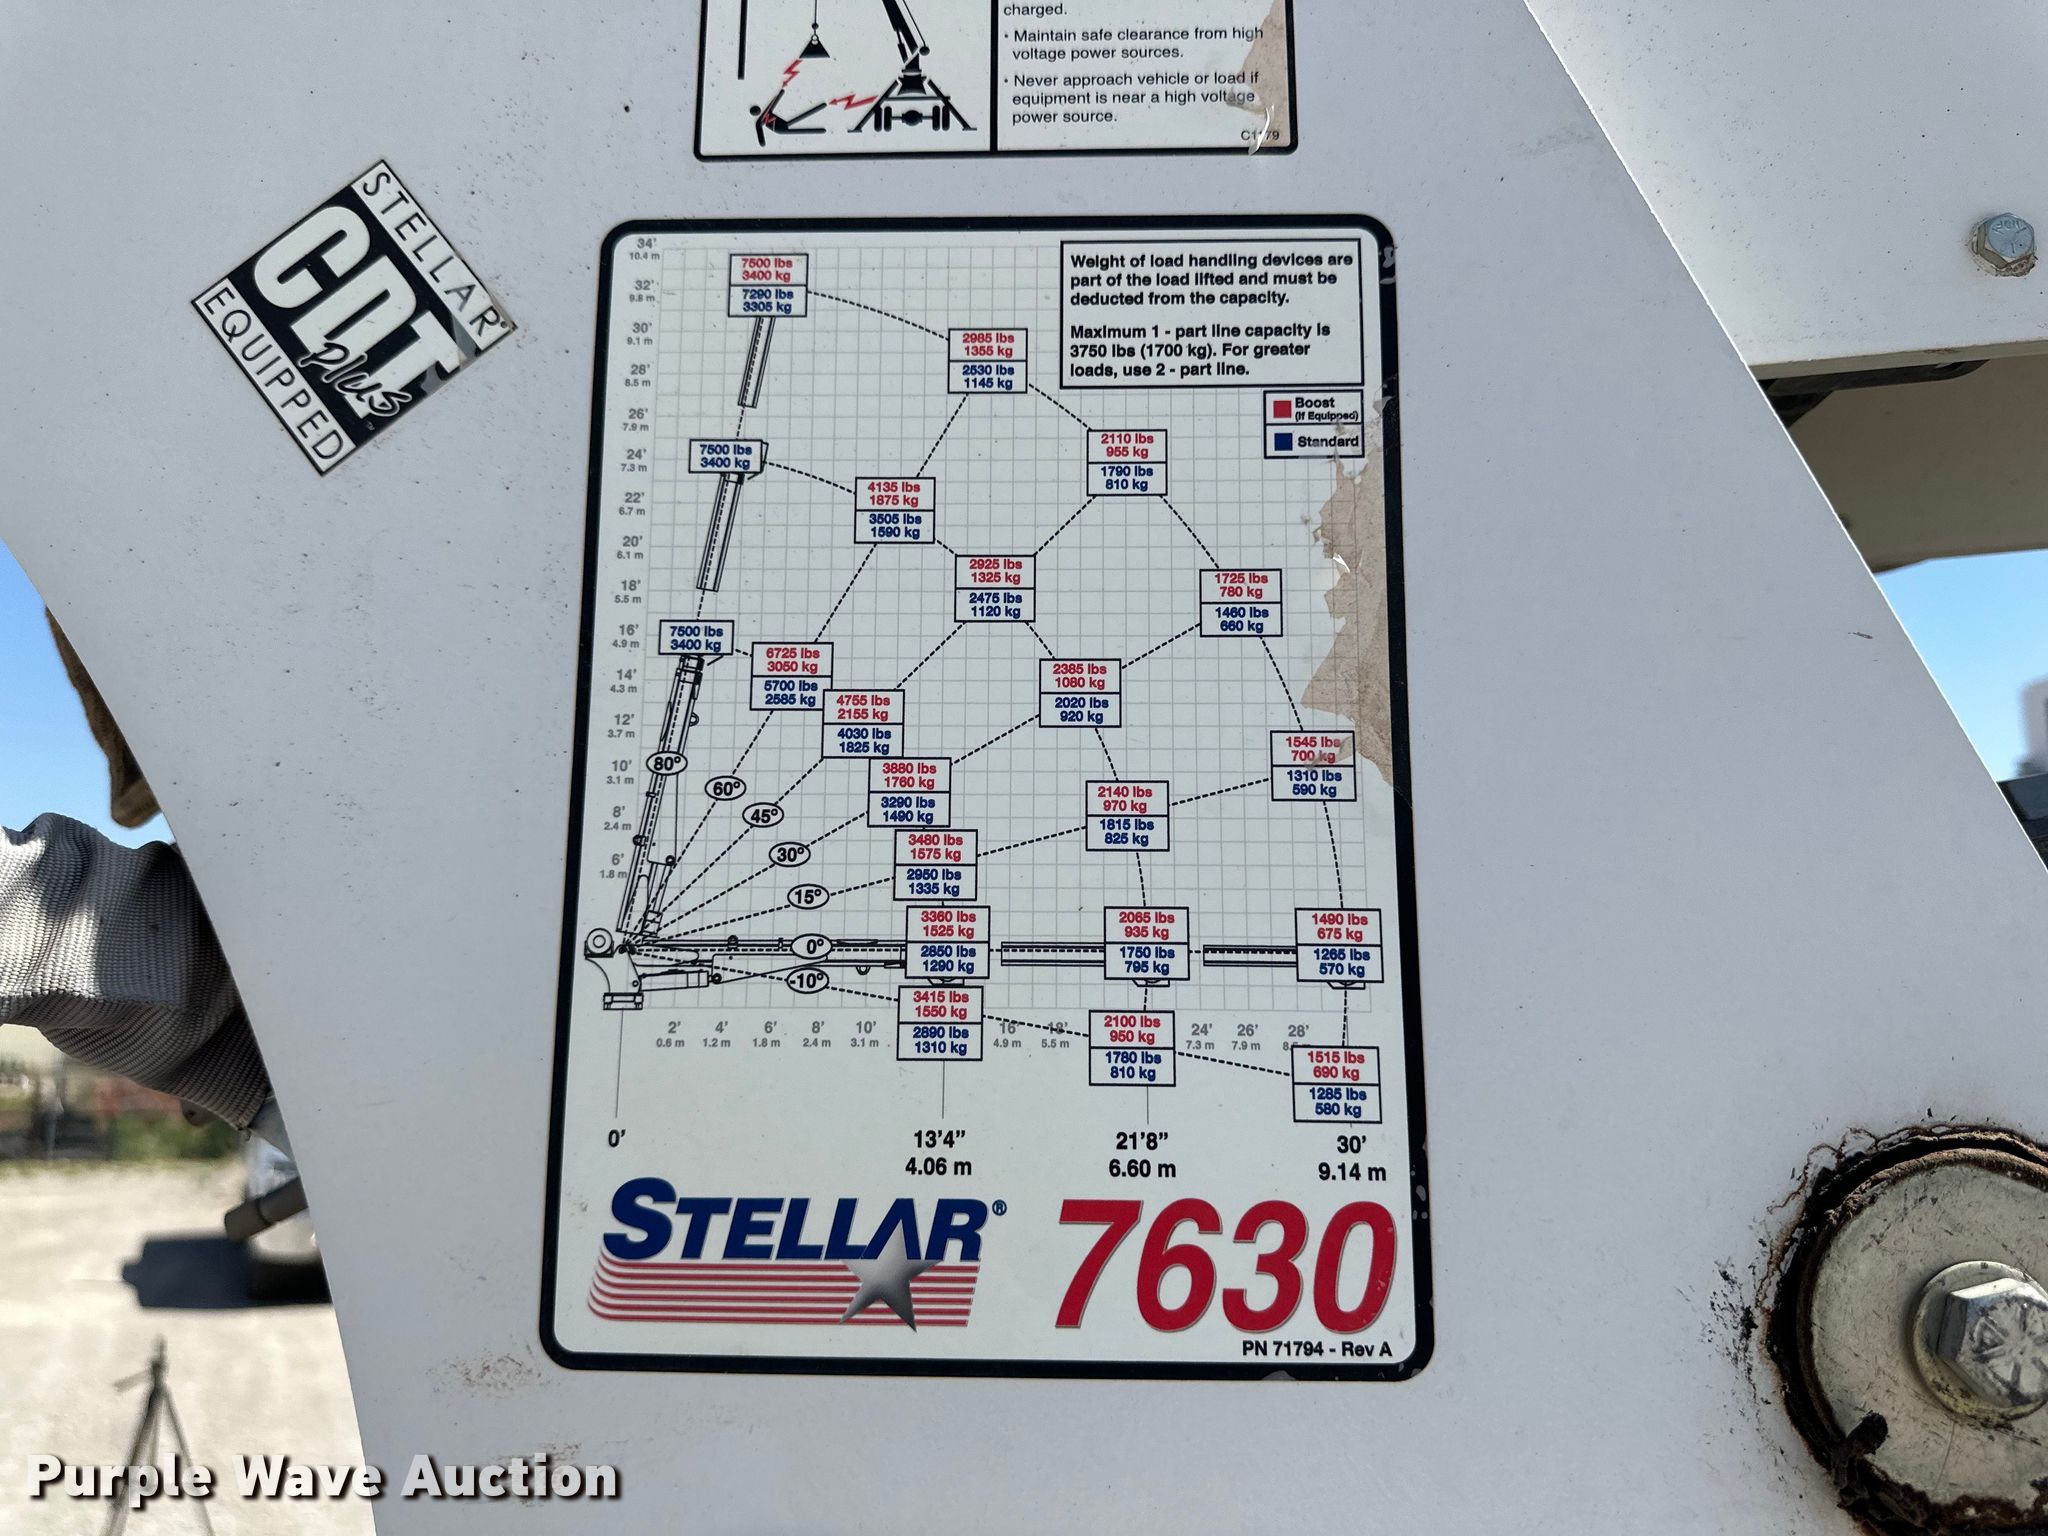 charged.
• Maintain safe clearance from high
voltage power sources.
• Never approach vehicle or load if
equipment is near a high voltage
power source.
STELLAR®
CDT
Plus™
EQUIPPED
Weight of load handling devices are
part of the load lifted and must be
deducted from the capacity.
Maximum 1 - part line capacity is
3750 lbs (1700 kg). For greater
loads, use 2 - part line.
Boost
(If Equipped)
Standard
34'
10.4 m
32'
9.8 m
30'
9.1 m
28'
8.5 m
26'
7.9 m
24'
7.3 m
22'
6.7 m
20'
6.1 m
18'
5.5 m
16'
4.9 m
14'
4.3 m
12'
3.7 m
10'
3.1 m
8'
2.4 m
6'
1.8 m
7500 lbs
3400 kg
7290 lbs
3305 kg
2985 lbs
1355 kg
2530 lbs
1145 kg
2110 lbs
955 kg
1790 lbs
810 kg
7500 lbs
3400 kg
4135 lbs
1875 kg
3505 lbs
1590 kg
2925 lbs
1325 kg
2475 lbs
1120 kg
1725 lbs
780 kg
1460 lbs
660 kg
7500 lbs
3400 kg
6725 lbs
3050 kg
5700 lbs
2585 kg
4755 lbs
2155 kg
4030 lbs
1825 kg
2385 lbs
1080 kg
2020 lbs
920 kg
1545 lbs
700 kg
1310 lbs
590 kg
3880 lbs
1760 kg
3290 lbs
1490 kg
2140 lbs
970 kg
1815 lbs
825 kg
3480 lbs
1575 kg
2950 lbs
1335 kg
3360 lbs
1525 kg
2850 lbs
1290 kg
2065 lbs
935 kg
1750 lbs
795 kg
1490 lbs
675 kg
1265 lbs
570 kg
3415 lbs
1550 kg
2890 lbs
1310 kg
2100 lbs
950 kg
1780 lbs
810 kg
1515 lbs
690 kg
1285 lbs
580 kg
80°
60°
45°
30°
15°
0°
-10°
2' 4' 6' 8' 10' 16' 18' 24' 26' 28'
0.6 m 1.2 m 1.8 m 2.4 m 3.1 m 4.9 m 5.5 m 7.3 m 7.9 m
0' 13'4" 21'8" 30'
4.06 m 6.60 m 9.14 m
STELLAR® 7630
PN 71794 - Rev A
Purple Wave Auction